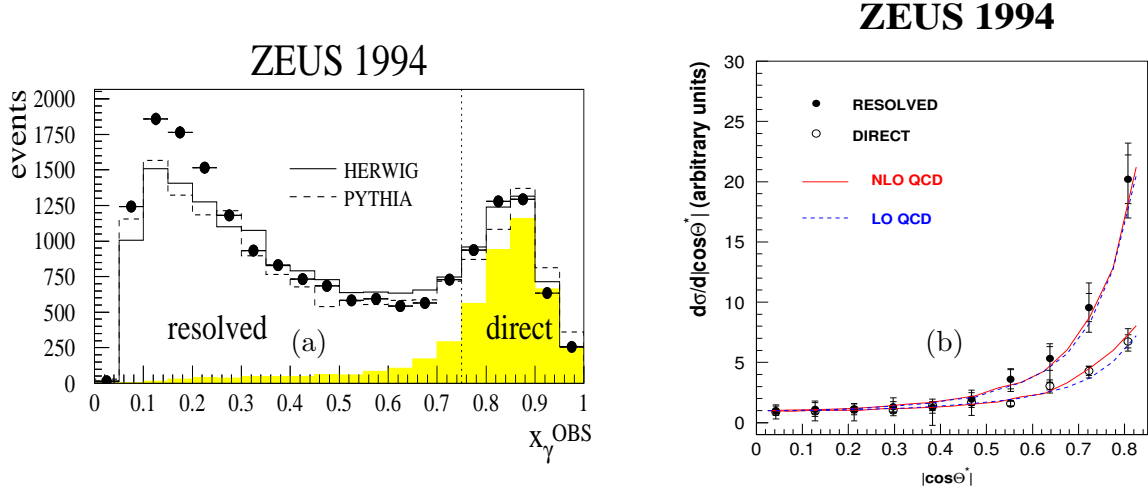 ZEUS 1994
events
2000
1750
1500
1250
1000
750
500
250
0
HERWIG
PYTHIA
resolved
(a)
direct
0 0.1 0.2 0.3 0.4 0.5 0.6 0.7 0.8 0.9 1
xγOBS
ZEUS 1994
dσ/d|cosΘ*| (arbitrary units)
30
25
20
15
10
5
0
RESOLVED
DIRECT
NLO QCD
LO QCD
(b)
0 0.1 0.2 0.3 0.4 0.5 0.6 0.7 0.8
|cosΘ*|